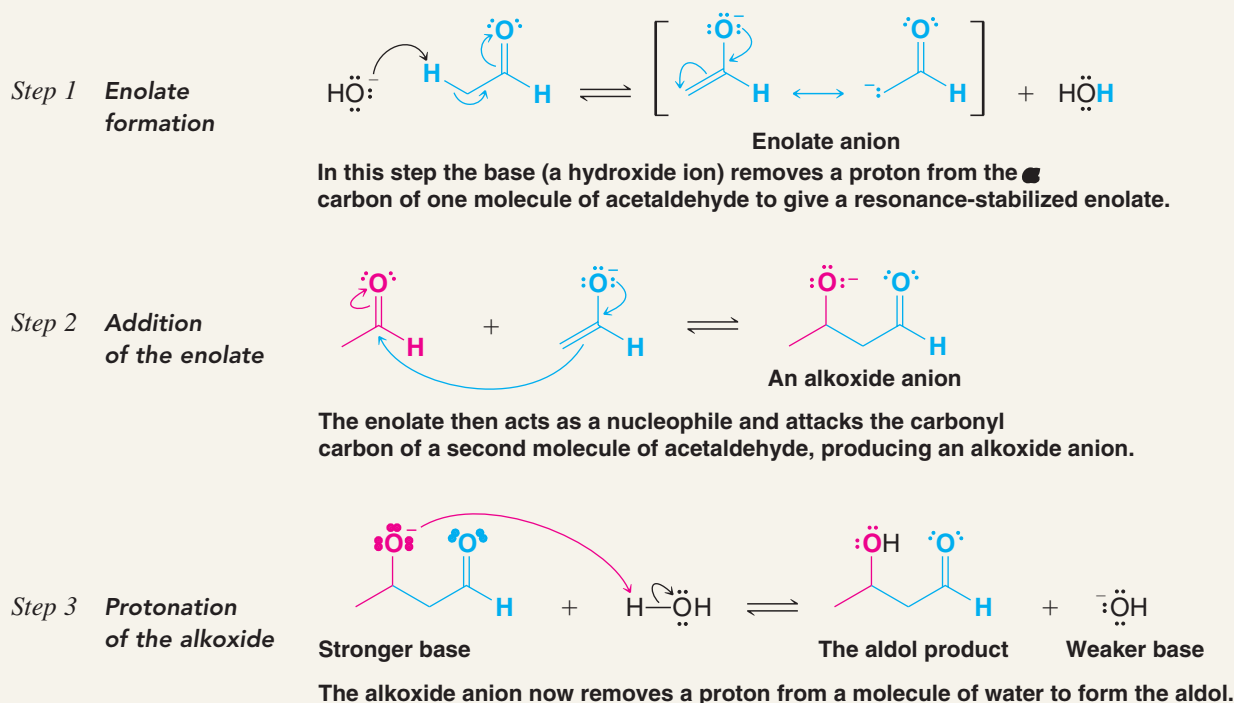 O
H
H
HO
−
Step 1 Enolate
formation
O −
H
− O
H
+ HOH
Enolate anion
In this step the base (a hydroxide ion) removes a proton from the
carbon of one molecule of acetaldehyde to give a resonance-stabilized enolate.
Step 2 Addition
of the enolate
O
H
+
O −
H
O − O
H
An alkoxide anion
The enolate then acts as a nucleophile and attacks the carbonyl
carbon of a second molecule of acetaldehyde, producing an alkoxide anion.
Step 3 Protonation
of the alkoxide
O − O
H
+ H—OH
OH O
H
+ − OH
Stronger base The aldol product Weaker base
The alkoxide anion now removes a proton from a molecule of water to form the aldol.